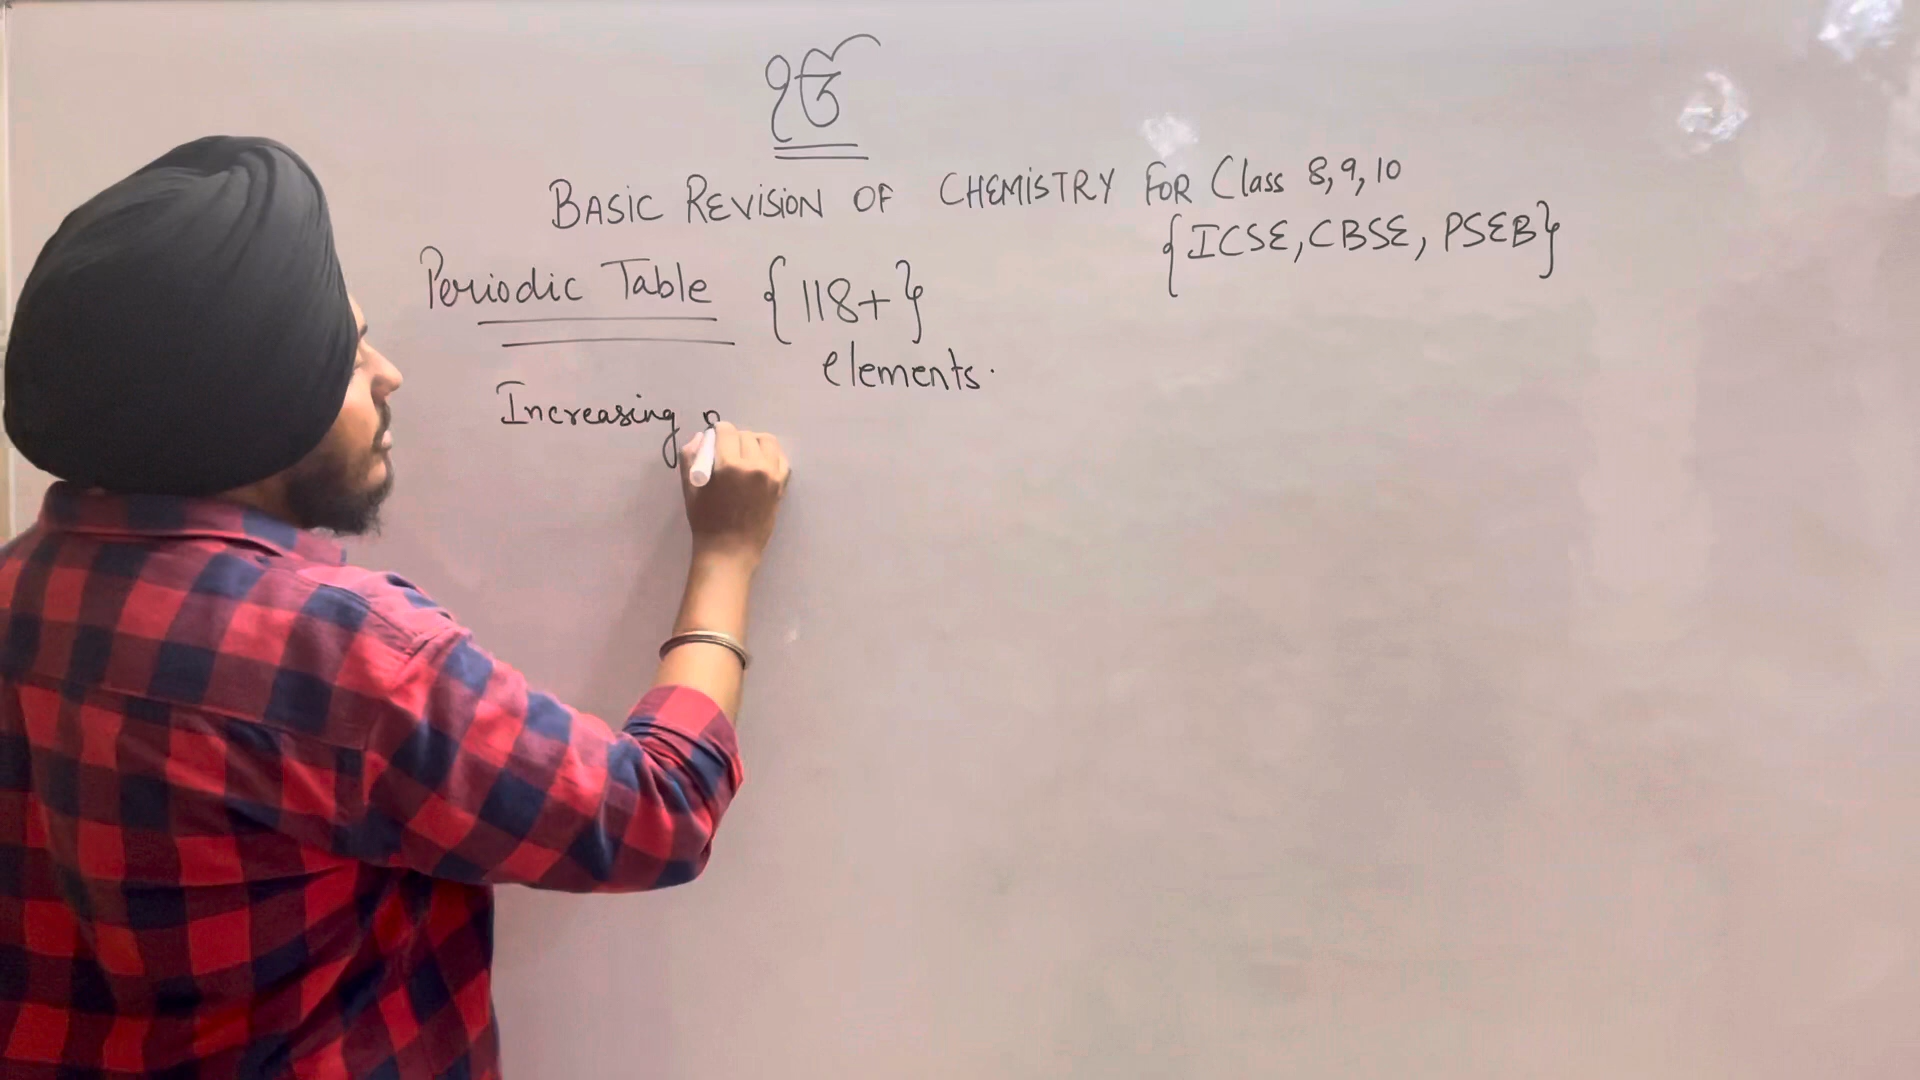 ੴ
BASIC REVISION OF CHEMISTRY FOR Class 8, 9, 10
{ICSE, CBSE, PSEB}
Periodic Table {118+}
elements.
Increasing